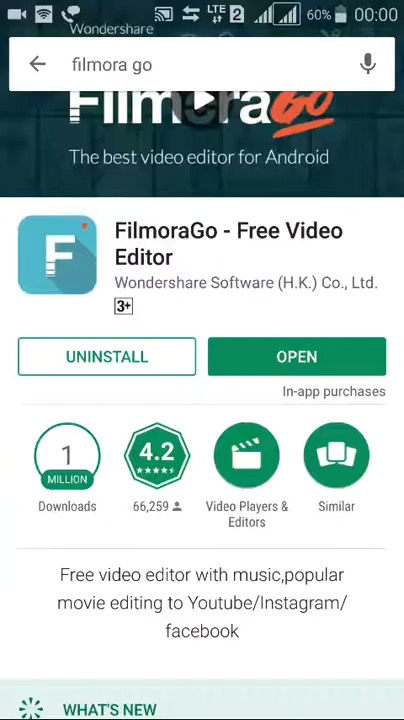 Wondershare
LTE 2 60% 00:00
filmora go
FilmoraGO
The best video editor for Android
F
FilmoraGo - Free Video
Editor
Wondershare Software (H.K.) Co., Ltd.
3+
UNINSTALL
OPEN
In-app purchases
1
MILLION
Downloads
4.2
66,259
Video Players &
Editors
Similar
Free video editor with music,popular
movie editing to Youtube/Instagram/
facebook
WHAT'S NEW